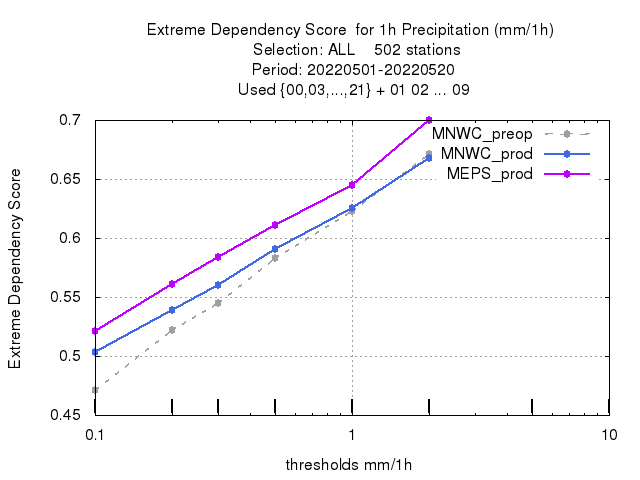 Extreme Dependency Score  for 1h Precipitation (mm/1h)
Selection: ALL    502 stations
Period: 20220501-20220520
Used {00,03,...,21} + 01 02 ... 09
0.7
0.65
0.6
0.55
0.5
0.45
Extreme Dependency Score
MNWC_preop
MNWC_prod
MEPS_prod
0.1
1
10
thresholds mm/1h